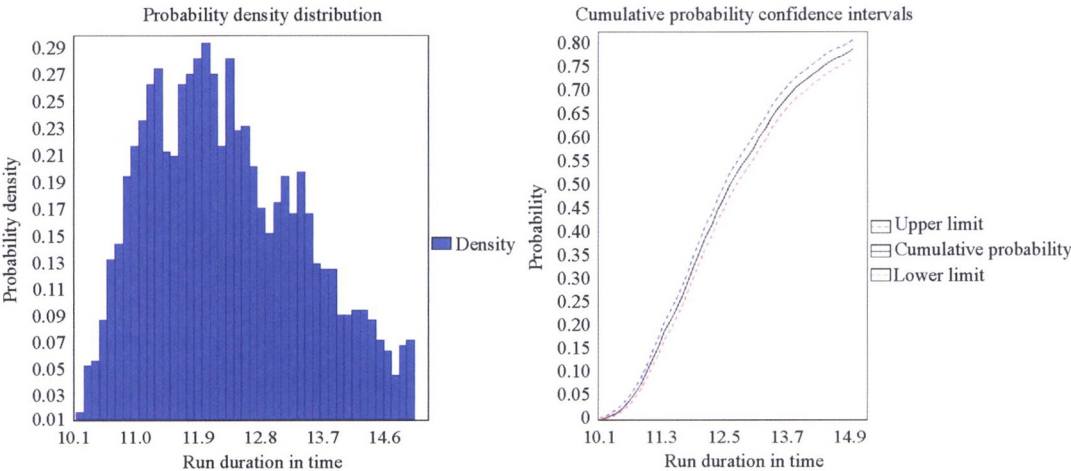 Probability density distribution
Probability density
0.29
0.27
0.25
0.23
0.21
0.19
0.17
0.15
0.13
0.11
0.09
0.07
0.05
0.03
0.01
10.1 11.0 11.9 12.8 13.7 14.6
Run duration in time
Density
Cumulative probability confidence intervals
Probability
0.80
0.75
0.70
0.65
0.60
0.55
0.50
0.45
0.40
0.35
0.30
0.25
0.20
0.15
0.10
0.05
0
10.1 11.3 12.5 13.7 14.9
Run duration in time
Upper limit
Cumulative probability
Lower limit